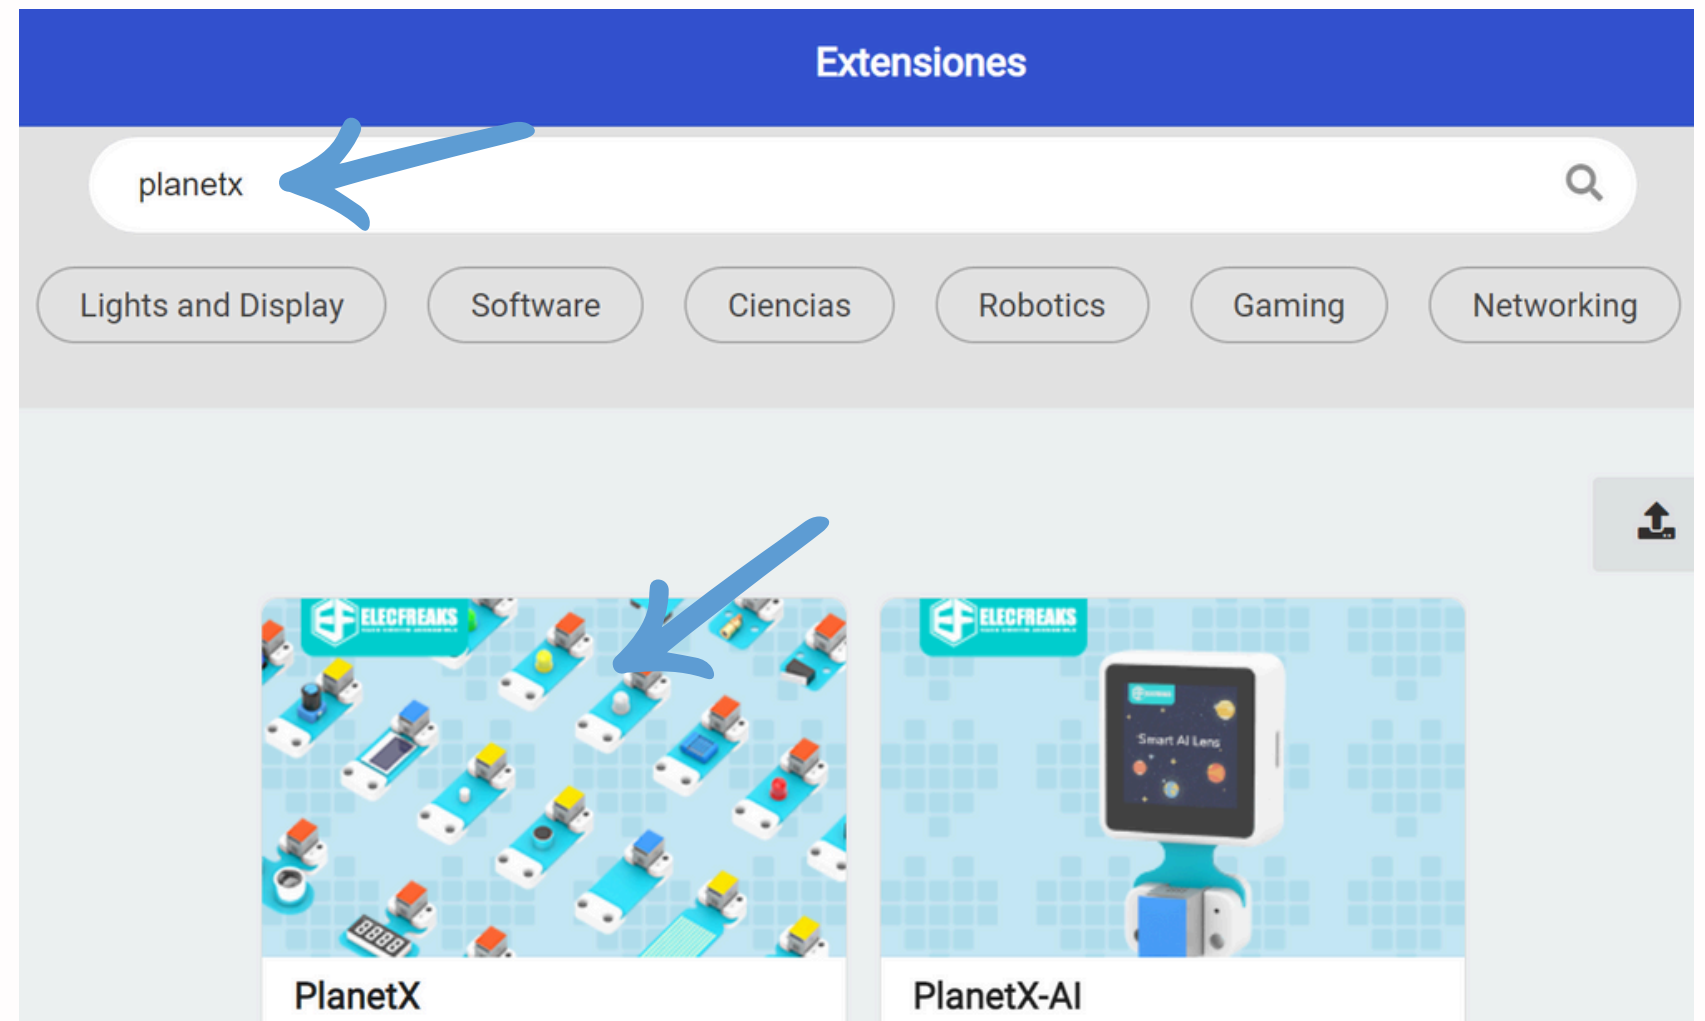 Extensiones
planetx
Lights and Display
Software
Ciencias
Robotics
Gaming
Networking
ELECFREAKS
ELECFREAKS
Smart AI Lens
8888
PlanetX
PlanetX-AI